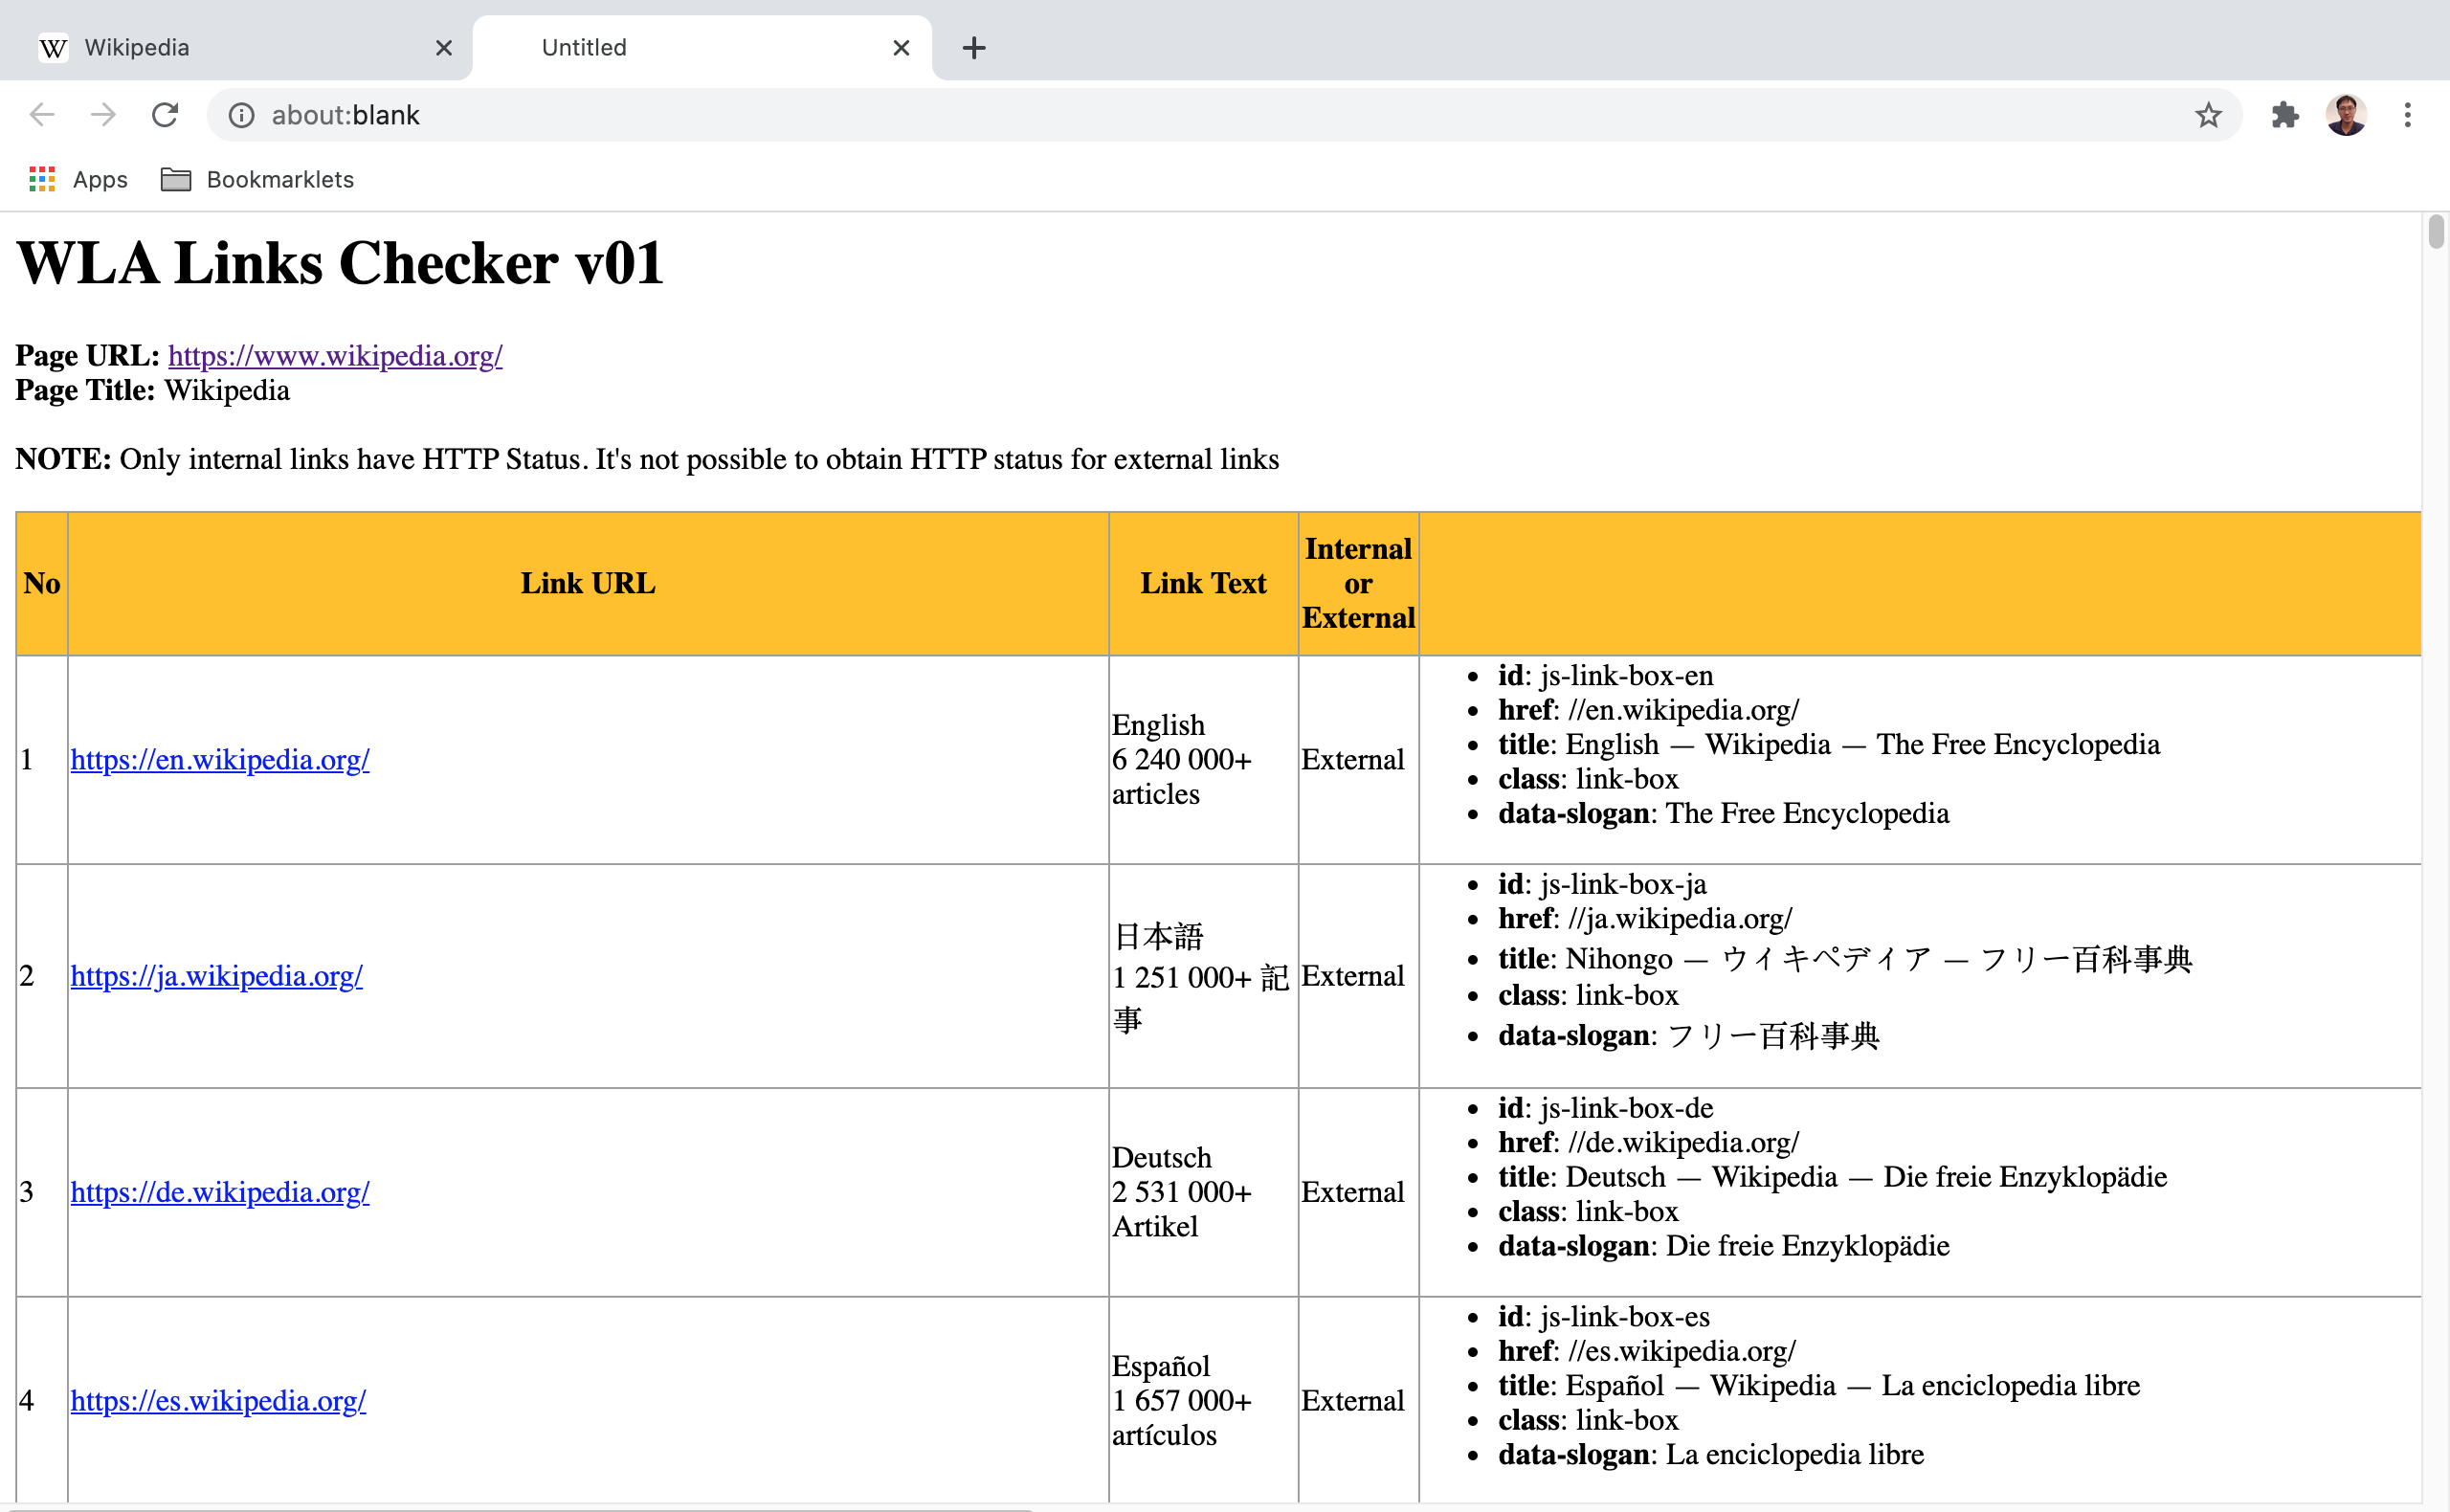 Wikipedia
Untitled
about:blank
Apps
Bookmarklets
WLA Links Checker v01
Page URL: https://www.wikipedia.org/
Page Title: Wikipedia
NOTE: Only internal links have HTTP Status. It's not possible to obtain HTTP status for external links
No
Link URL
Link Text
Internal
or
External
1
https://en.wikipedia.org/
English
6 240 000+
articles
External
id: js-link-box-en
href: //en.wikipedia.org/
title: English — Wikipedia — The Free Encyclopedia
class: link-box
data-slogan: The Free Encyclopedia
2
https://ja.wikipedia.org/
日本語
1 251 000+ 記
事
External
id: js-link-box-ja
href: //ja.wikipedia.org/
title: Nihongo — ウィキペディア — フリー百科事典
class: link-box
data-slogan: フリー百科事典
3
https://de.wikipedia.org/
Deutsch
2 531 000+
Artikel
External
id: js-link-box-de
href: //de.wikipedia.org/
title: Deutsch — Wikipedia — Die freie Enzyklopädie
class: link-box
data-slogan: Die freie Enzyklopädie
4
https://es.wikipedia.org/
Español
1 657 000+
artículos
External
id: js-link-box-es
href: //es.wikipedia.org/
title: Español — Wikipedia — La enciclopedia libre
class: link-box
data-slogan: La enciclopedia libre